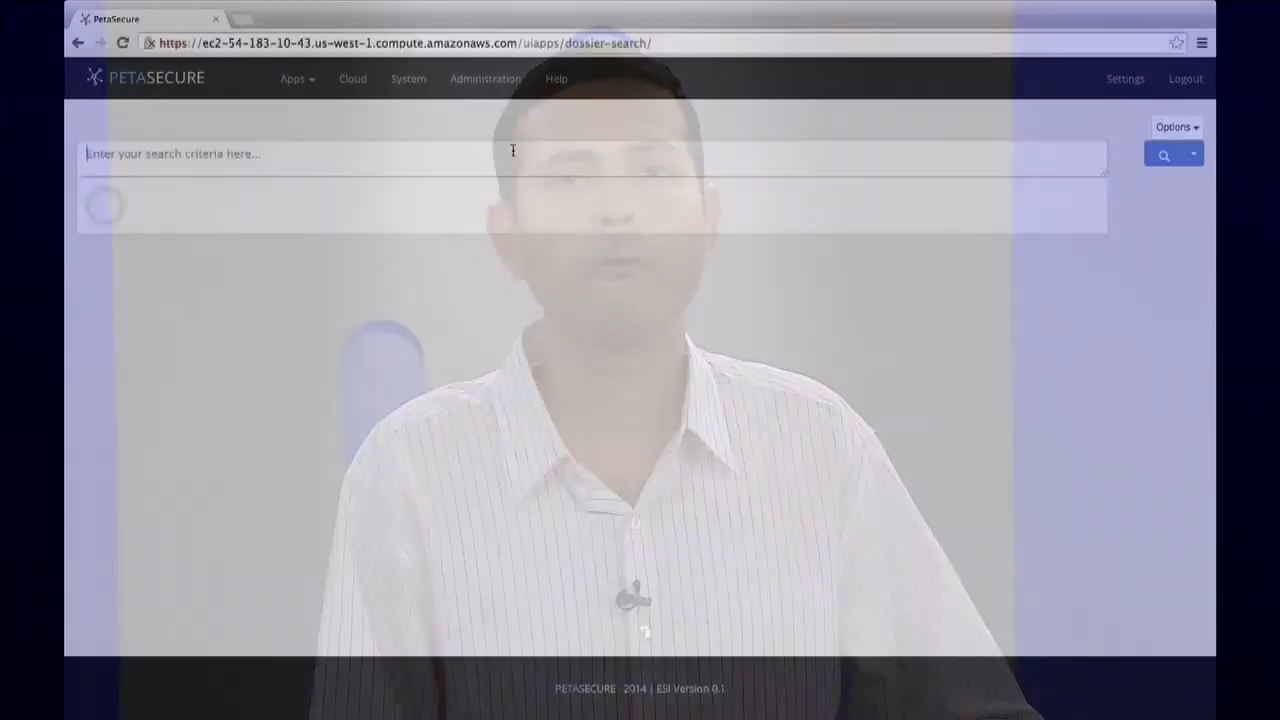 PetaSecure
https://ec2-54-183-10-43.us-west-1.compute.amazonaws.com/uiapps/dossier-search/
PETASECURE Apps Cloud System Administration Help Settings Logout
Options
Enter your search criteria here...
PETASECURE 2014 | ESI Version 0.1